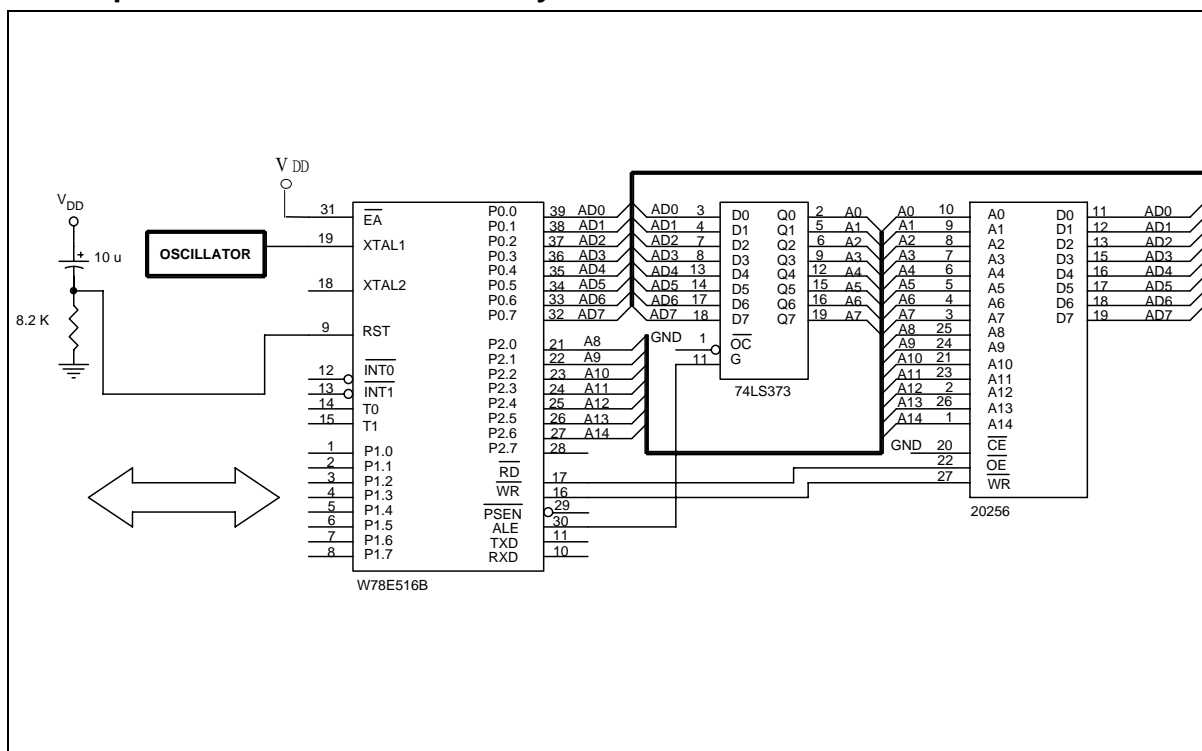 V DD
VDD
10 u
8.2 K
OSCILLATOR
31 EA
19 XTAL1
18 XTAL2
9 RST
12 INT0
13 INT1
14 T0
15 T1
1 P1.0
2 P1.1
3 P1.2
4 P1.3
5 P1.4
6 P1.5
7 P1.6
8 P1.7
P0.0 39 AD0
P0.1 38 AD1
P0.2 37 AD2
P0.3 36 AD3
P0.4 35 AD4
P0.5 34 AD5
P0.6 33 AD6
P0.7 32 AD7
P2.0 21 A8
P2.1 22 A9
P2.2 23 A10
P2.3 24 A11
P2.4 25 A12
P2.5 26 A13
P2.6 27 A14
P2.7 28
RD 17
WR 16
PSEN 29
ALE 30
TXD 11
RXD 10
W78E516B
AD0 3 D0 Q0 2 A0
AD1 4 D1 Q1 5 A1
AD2 7 D2 Q2 6 A2
AD3 8 D3 Q3 9 A3
AD4 13 D4 Q4 12 A4
AD5 14 D5 Q5 15 A5
AD6 17 D6 Q6 16 A6
AD7 18 D7 Q7 19 A7
GND 1 OC
11 G
74LS373
A0 10 A0 D0 11 AD0
A1 9 A1 D1 12 AD1
A2 8 A2 D2 13 AD2
A3 7 A3 D3 15 AD3
A4 6 A4 D4 16 AD4
A5 5 A5 D5 17 AD5
A6 4 A6 D6 18 AD6
A7 3 A7 D7 19 AD7
A8 25 A8
A9 24 A9
A10 21 A10
A11 23 A11
A12 2 A12
A13 26 A13
A14 1 A14
GND 20 CE
22 OE
27 WR
20256